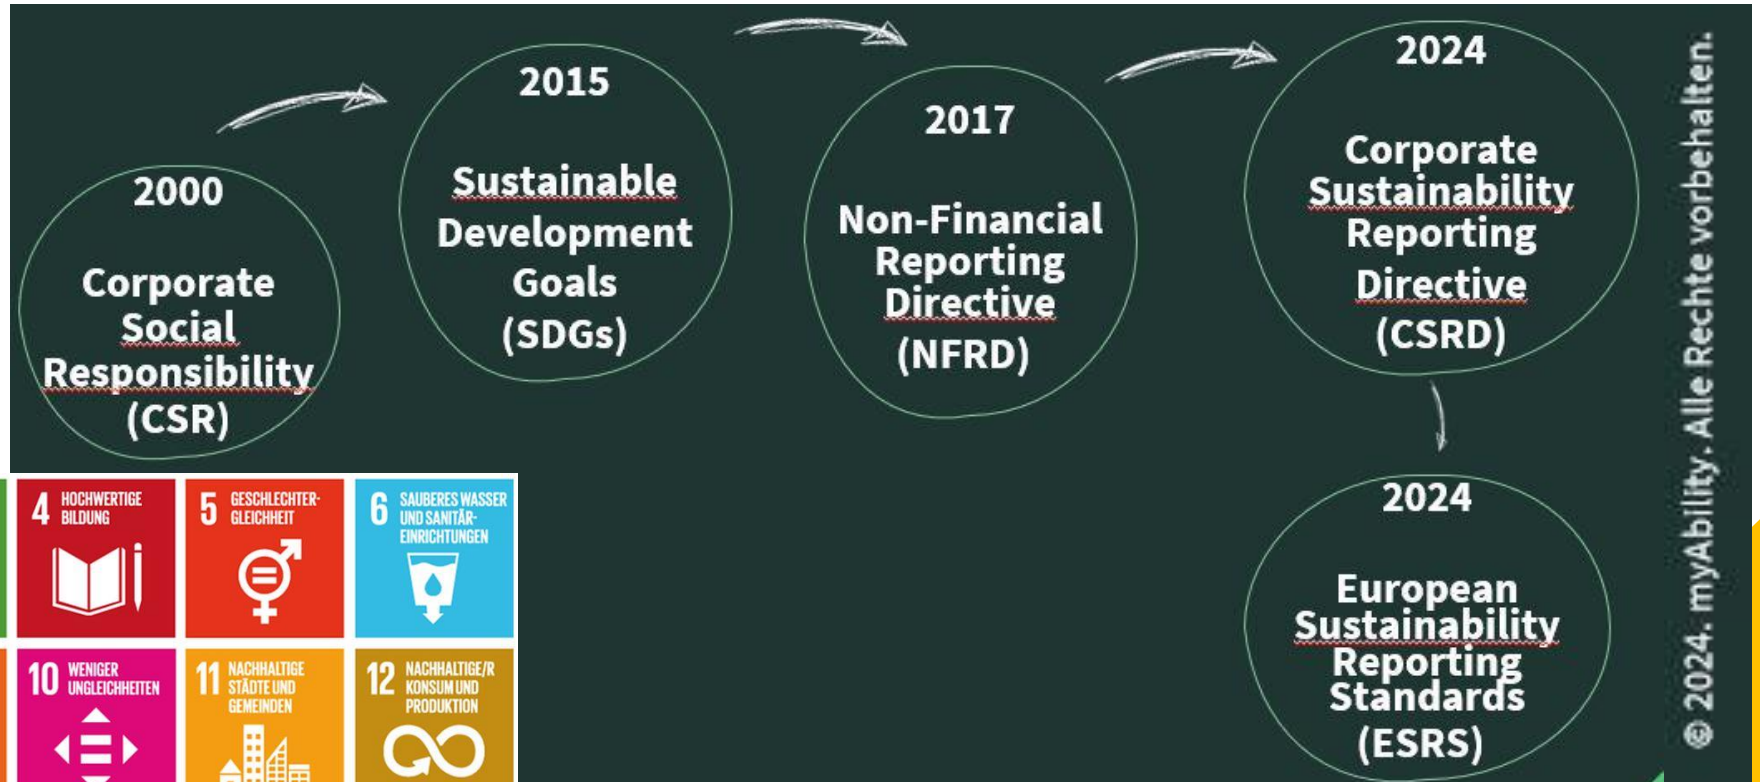 2000
Corporate
Social
Responsibility
(CSR)
2015
Sustainable
Development
Goals
(SDGs)
2017
Non-Financial
Reporting
Directive
(NFRD)
2024
Corporate
Sustainability
Reporting
Directive
(CSRD)
2024
European
Sustainability
Reporting
Standards
(ESRS)
4 HOCHWERTIGE
BILDUNG
5 GESCHLECHTER-
GLEICHHEIT
6 SAUBERES WASSER
UND SANITÄR-
EINRICHTUNGEN
10 WENIGER
UNGLEICHHEITEN
11 NACHHALTIGE
STÄDTE UND
GEMEINDEN
12 NACHHALTIGE/R
KONSUM UND
PRODUKTION
© 2024. myAbility. Alle Rechte vorbehalten.